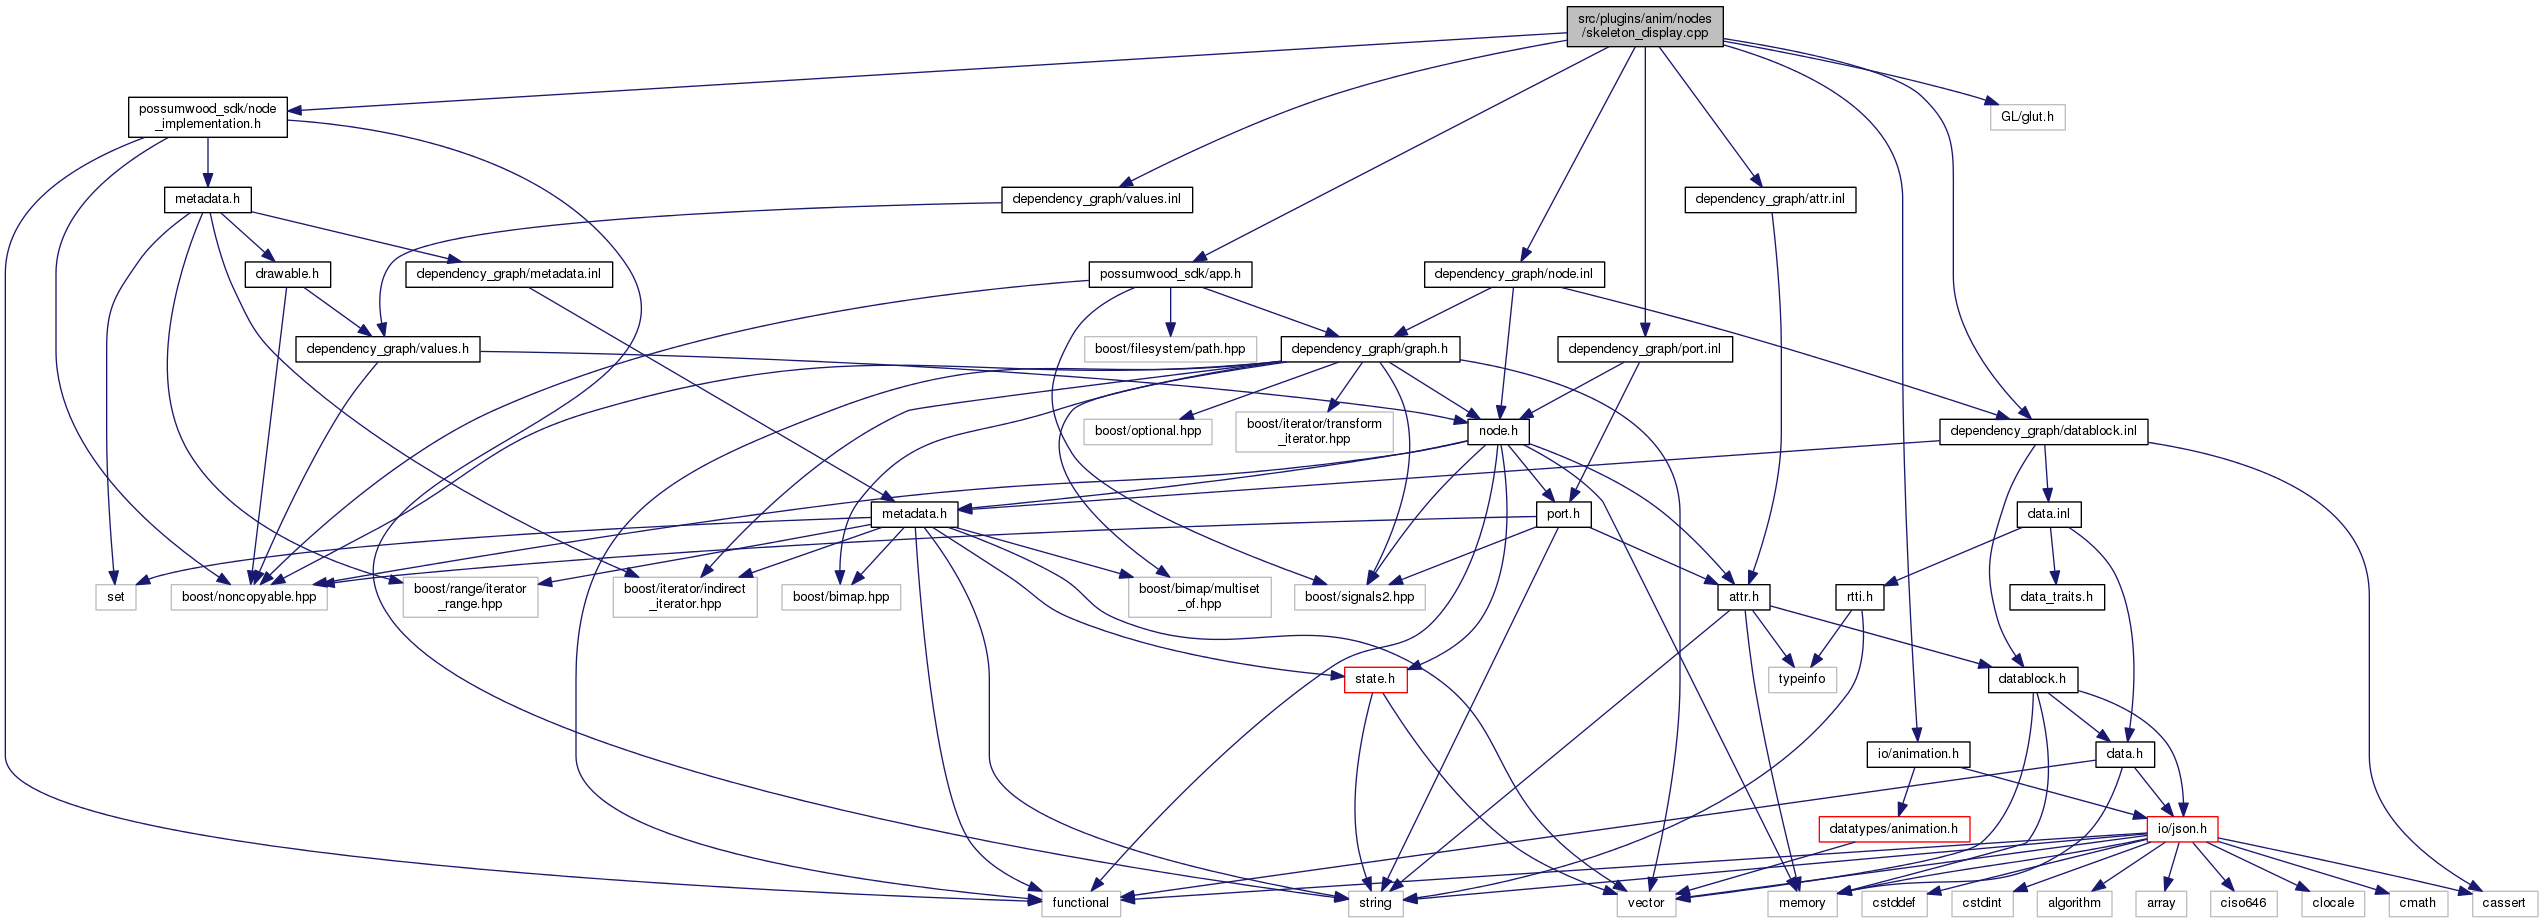 src/plugins/anim/nodes
/skeleton_display.cpp
possumwood_sdk/node
_implementation.h
GL/glut.h
metadata.h
dependency_graph/values.inl
dependency_graph/attr.inl
drawable.h
dependency_graph/metadata.inl
possumwood_sdk/app.h
dependency_graph/node.inl
dependency_graph/values.h
boost/filesystem/path.hpp
dependency_graph/graph.h
dependency_graph/port.inl
boost/optional.hpp
boost/iterator/transform
_iterator.hpp
node.h
dependency_graph/datablock.inl
metadata.h
port.h
data.inl
set
boost/noncopyable.hpp
boost/range/iterator
_range.hpp
boost/iterator/indirect
_iterator.hpp
boost/bimap.hpp
boost/bimap/multiset
_of.hpp
boost/signals2.hpp
attr.h
rtti.h
data_traits.h
state.h
typeinfo
datablock.h
io/animation.h
data.h
datatypes/animation.h
io/json.h
functional
string
vector
memory
cstddef
cstdint
algorithm
array
ciso646
clocale
cmath
cassert